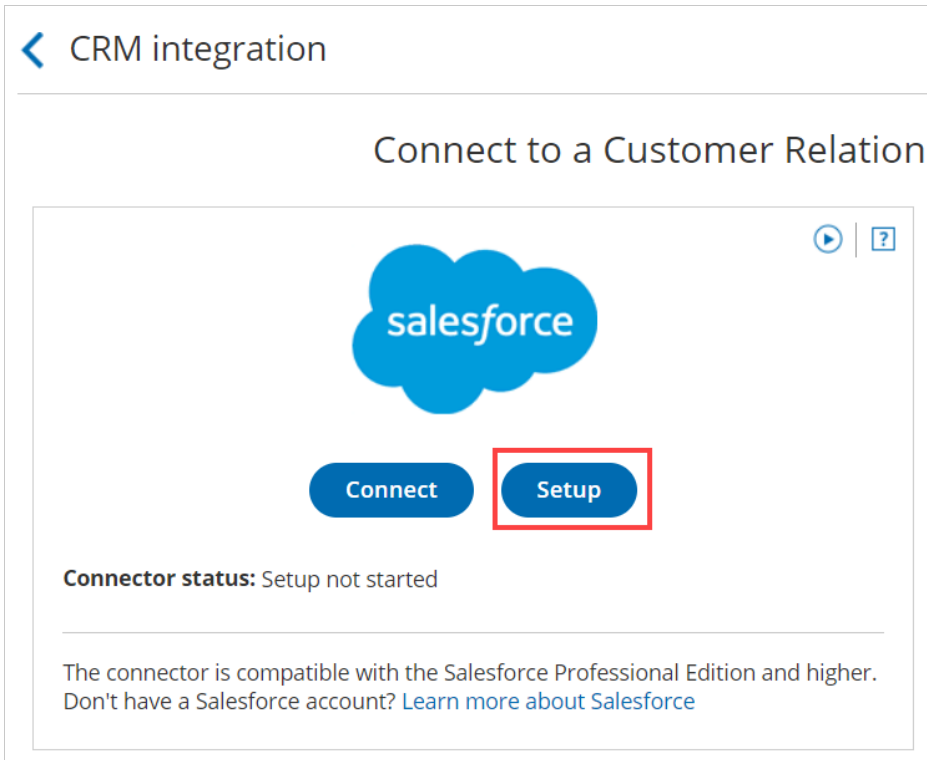 CRM integration
Connect to a Customer Relation
?
salesforce
Connect
Setup
Connector status: Setup not started
The connector is compatible with the Salesforce Professional Edition and higher.
Don't have a Salesforce account? Learn more about Salesforce